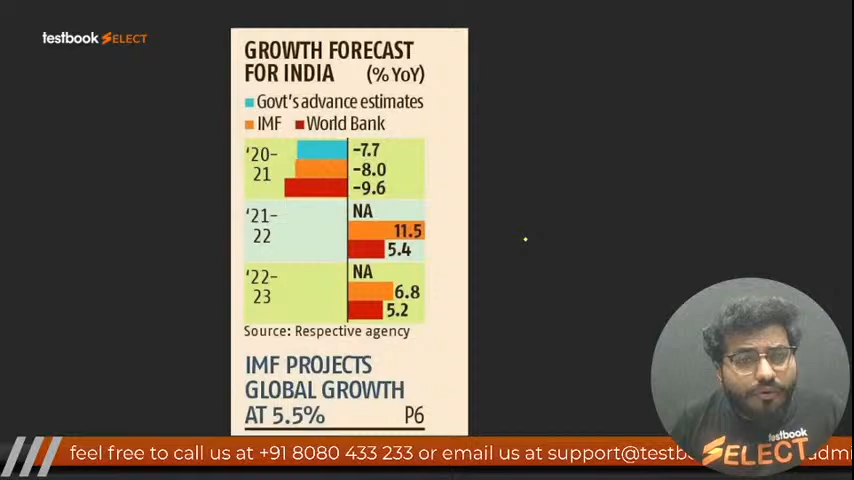 testbook SELECT
GROWTH FORECAST
FOR INDIA (% YoY)
Govt's advance estimates
IMF World Bank
'20-
21
-7.7
-8.0
-9.6
'21-
22
NA
11.5
5.4
'22-
23
NA
6.8
5.2
Source: Respective agency
IMF PROJECTS
GLOBAL GROWTH
AT 5.5% P6
testbook
SELECT
feel free to call us at +91 8080 433 233 or email us at support@testb